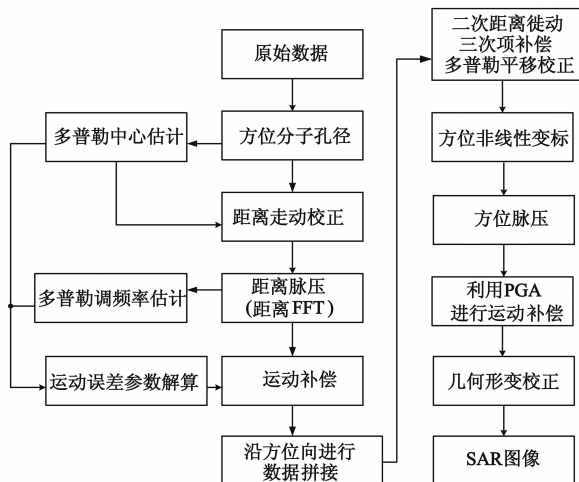 原始数据
方位分子孔径
多普勒中心估计
距离走动校正
距离脉压
(距离FFT)
多普勒调频率估计
运动误差参数解算
运动补偿
沿方位向进行
数据拼接
二次距离徙动
三次项补偿
多普勒平移校正
方位非线性变标
方位脉压
利用PGA
进行运动补偿
几何形变校正
SAR图像